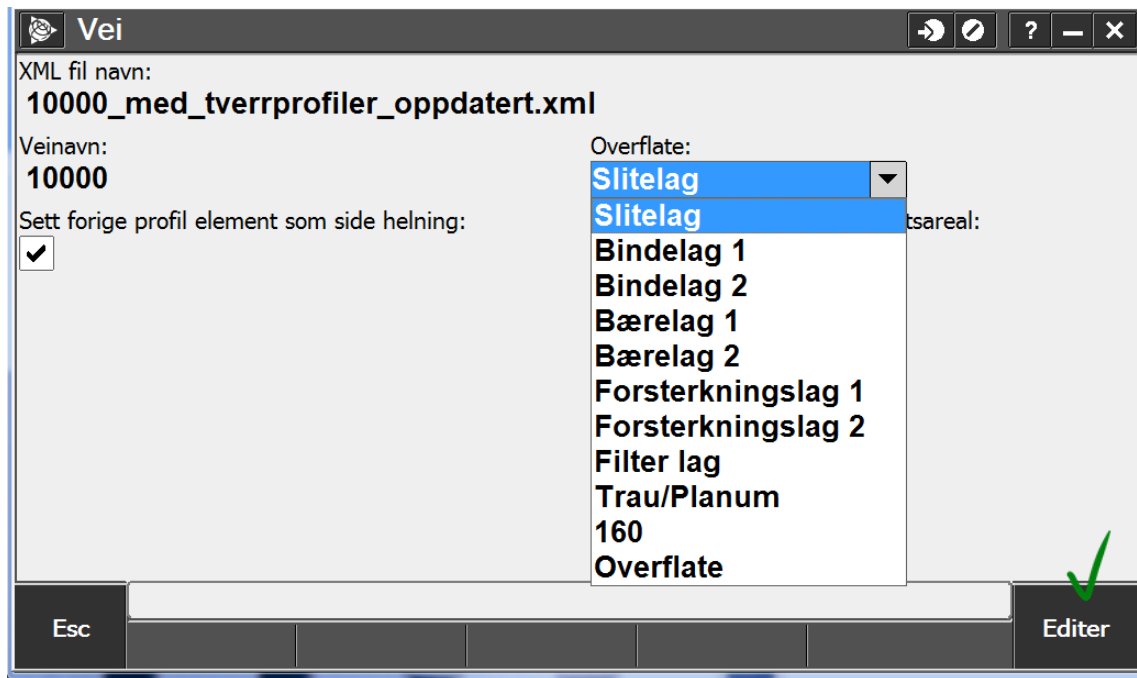 Vei
?
XML fil navn:
10000_med_tverrprofiler_oppdatert.xml
Veinavn:
10000
Overflate:
Slitelag
Sett forige profil element som side helning:
tsareal:
Slitelag
Bindelag 1
Bindelag 2
Bærelag 1
Bærelag 2
Forsterkningslag 1
Forsterkningslag 2
Filter lag
Trau/Planum
160
Overflate
Esc
Editer